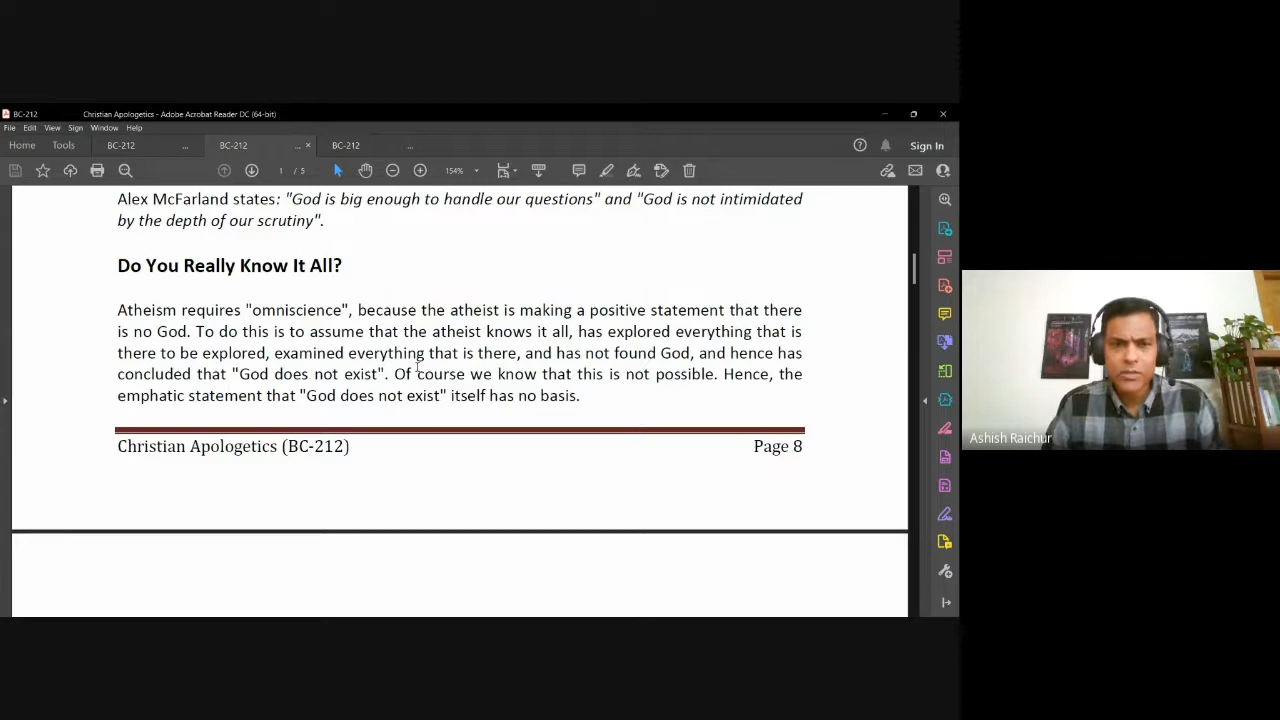 BC-212 Christian Apologetics - Adobe Acrobat Reader DC (64-bit)
File Edit View Sign Window Help
Home Tools BC-212 ... BC-212 ... × BC-212 ... Sign In
1 / 5 154%
Alex McFarland states: "God is big enough to handle our questions" and "God is not intimidated
by the depth of our scrutiny".
Do You Really Know It All?
Atheism requires "omniscience", because the atheist is making a positive statement that there
is no God. To do this is to assume that the atheist knows it all, has explored everything that is
there to be explored, examined everything that is there, and has not found God, and hence has
concluded that "God does not exist". Of course we know that this is not possible. Hence, the
emphatic statement that "God does not exist" itself has no basis.
Christian Apologetics (BC-212) Page 8
Ashish Raichur